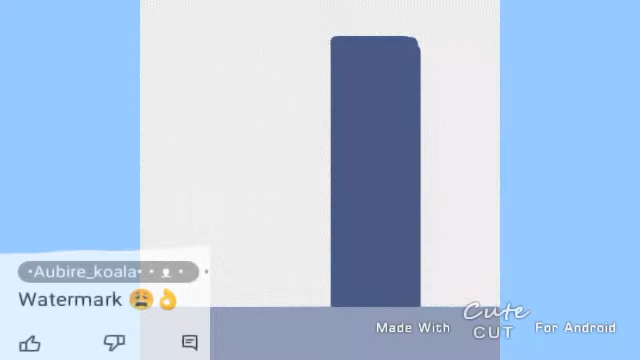 •Aubire_koala• • ᴥ •
Watermark 😩👌
Made With Cute CUT For Android